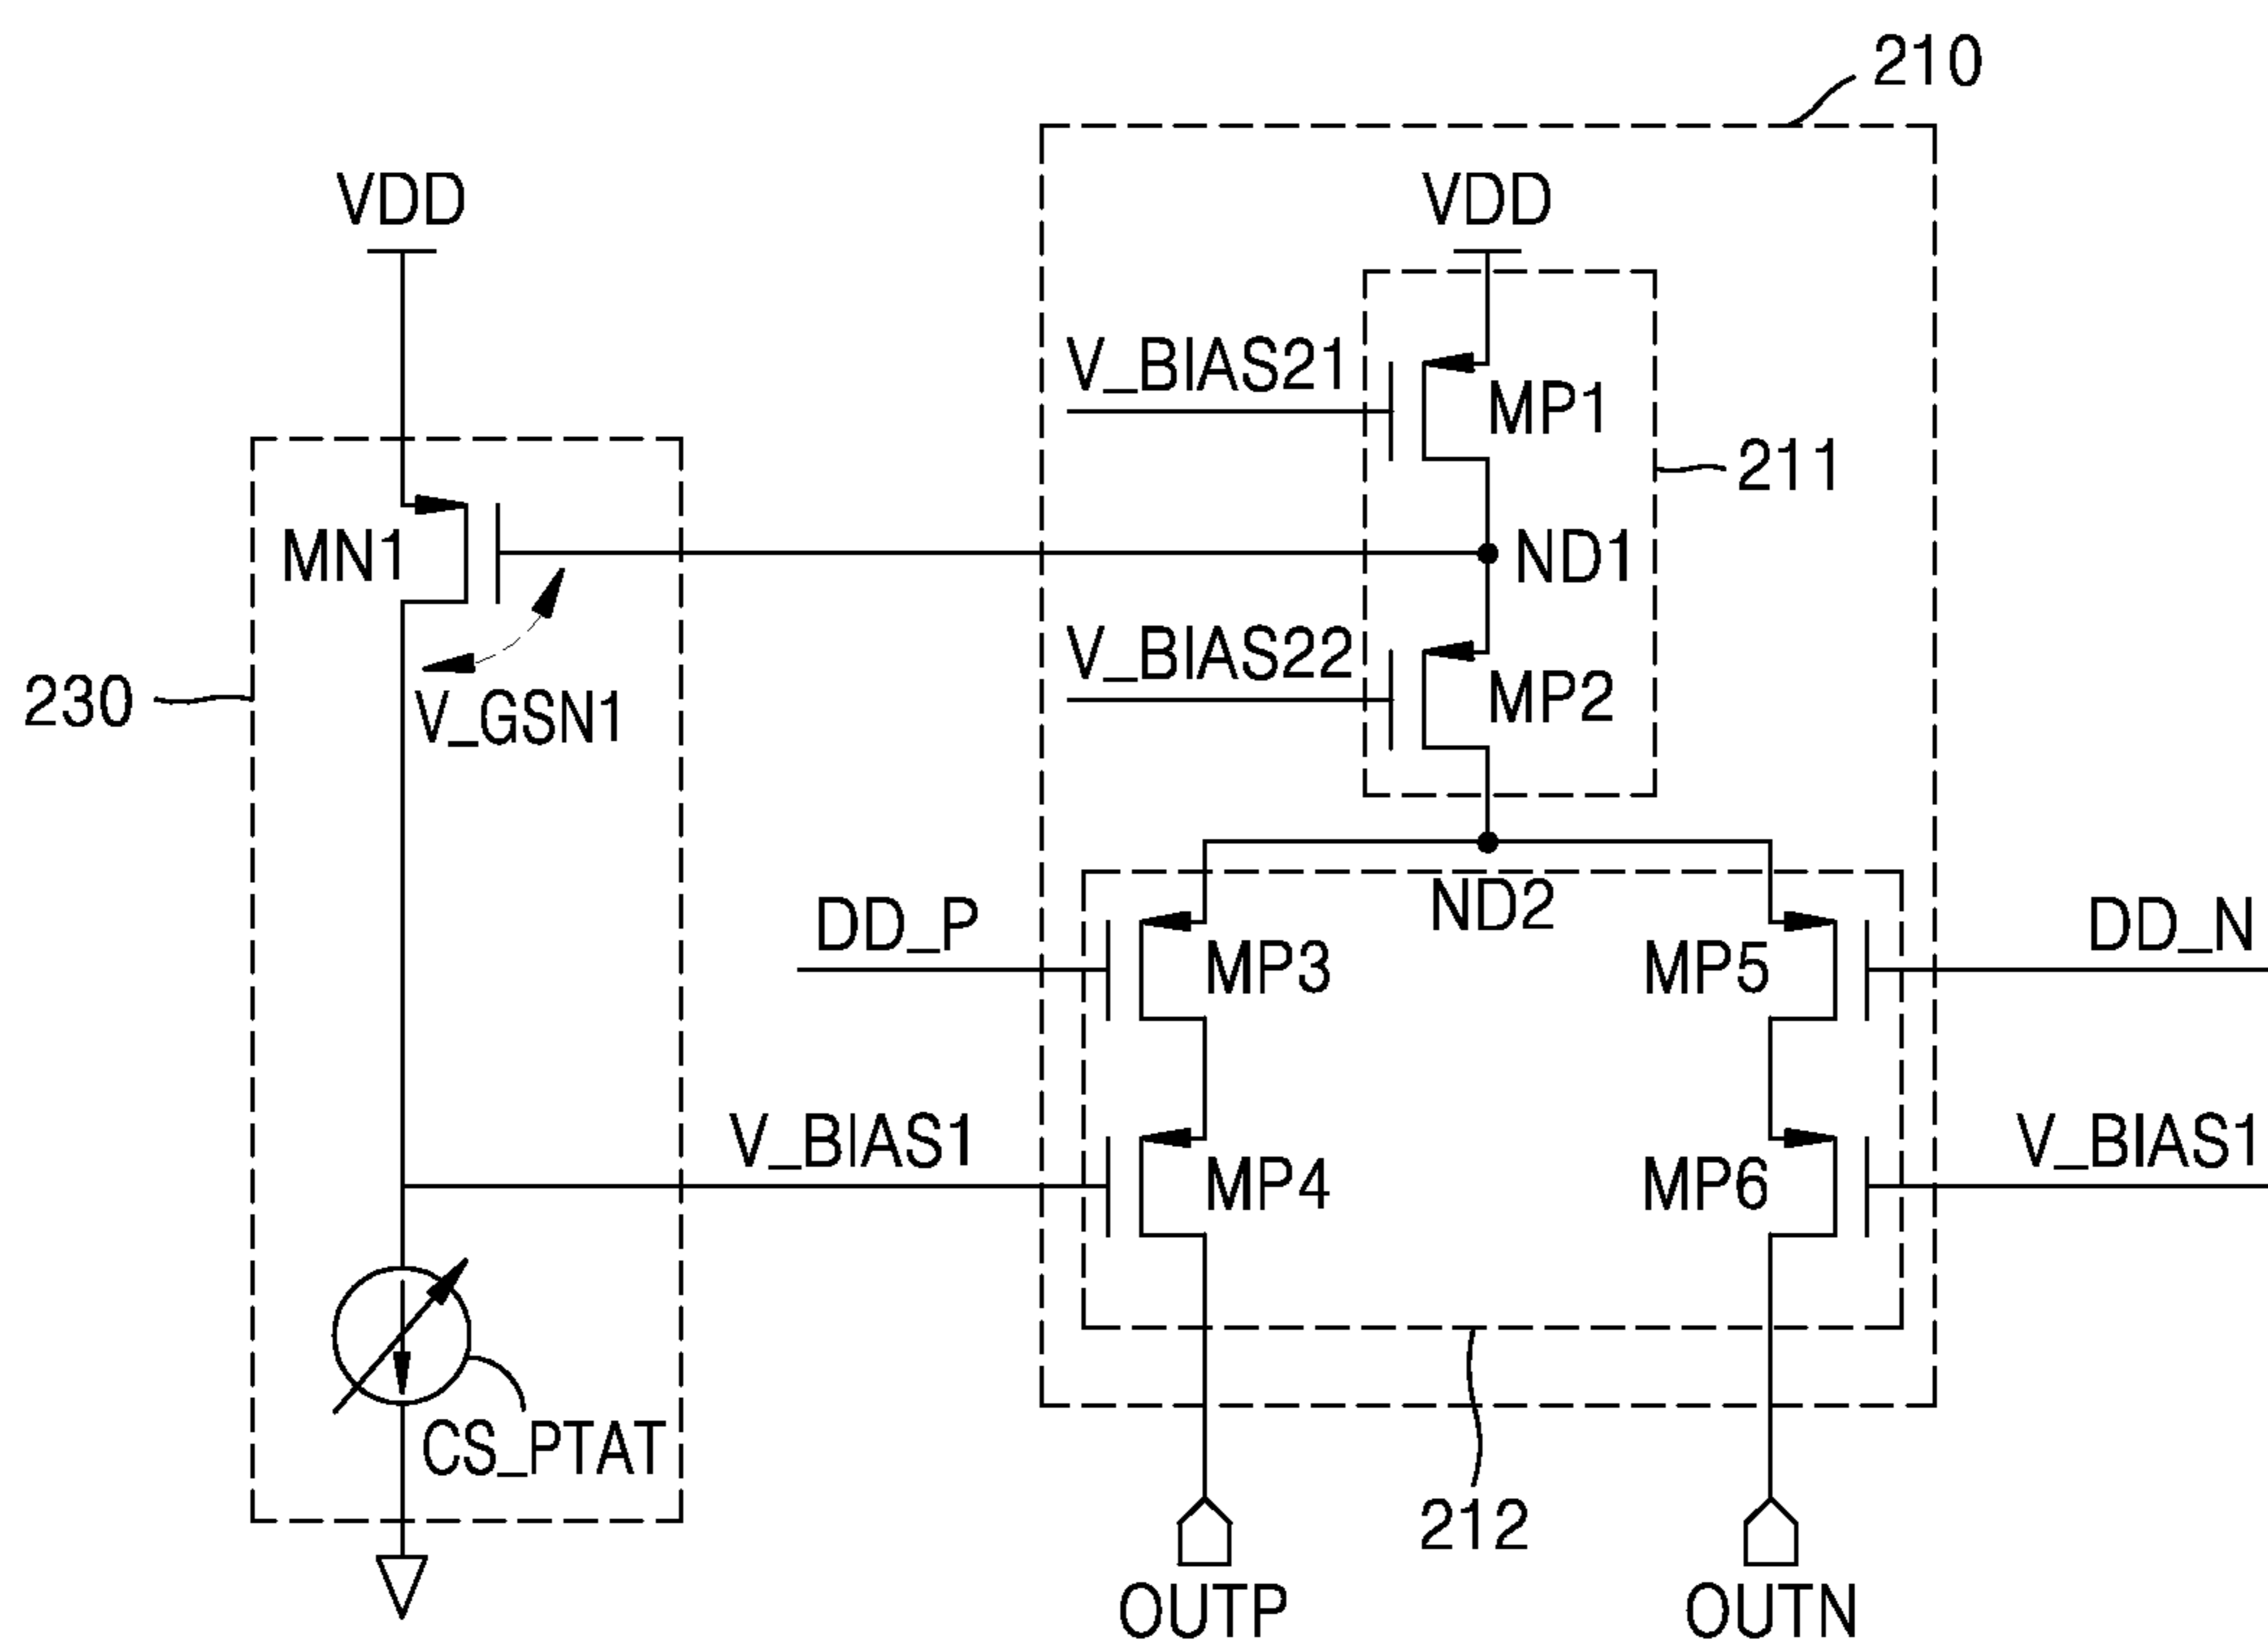 210
VDD
VDD
V_BIAS21
MP1
211
MN1
ND1
V_BIAS22
MP2
230
V_GSN1
ND2
DD_P
MP3
MP5
DD_N
V_BIAS1
MP4
MP6
V_BIAS1
CS_PTAT
212
OUTP
OUTN